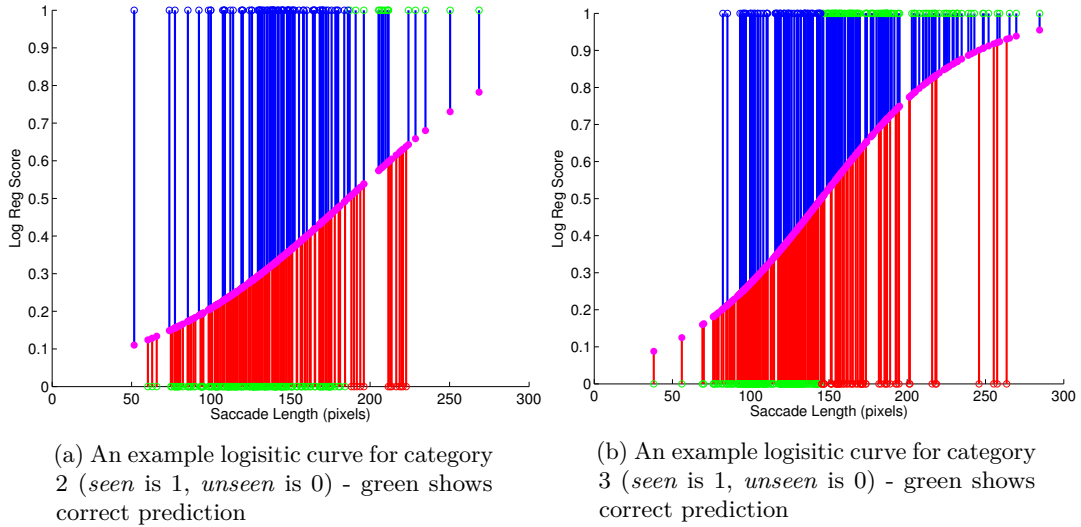 1
0.9
0.8
0.7
0.6
0.5
0.4
0.3
0.2
0.1
0
Log Reg Score
0 50 100 150 200 250 300
Saccade Length (pixels)
(a) An example logisitic curve for category
2 (seen is 1, unseen is 0) - green shows
correct prediction
1
0.9
0.8
0.7
0.6
0.5
0.4
0.3
0.2
0.1
0
Log Reg Score
0 50 100 150 200 250 300
Saccade Length (pixels)
(b) An example logisitic curve for category
3 (seen is 1, unseen is 0) - green shows
correct prediction